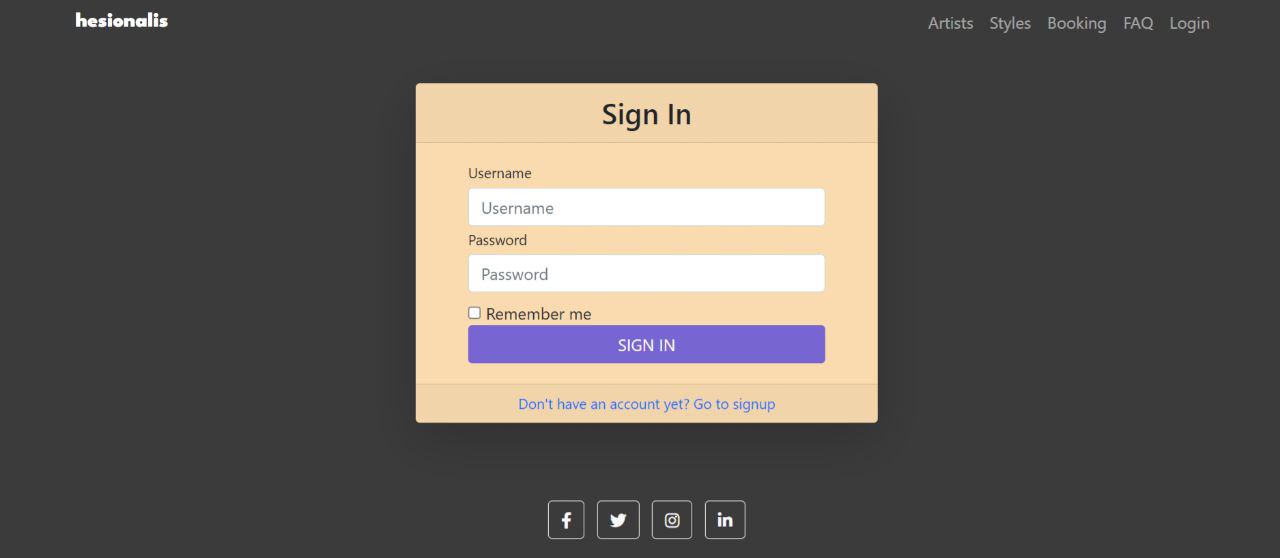 hesionalis
Artists Styles Booking FAQ Login
Sign In
Username
Username
Password
Password
Remember me
SIGN IN
Don't have an account yet? Go to signup